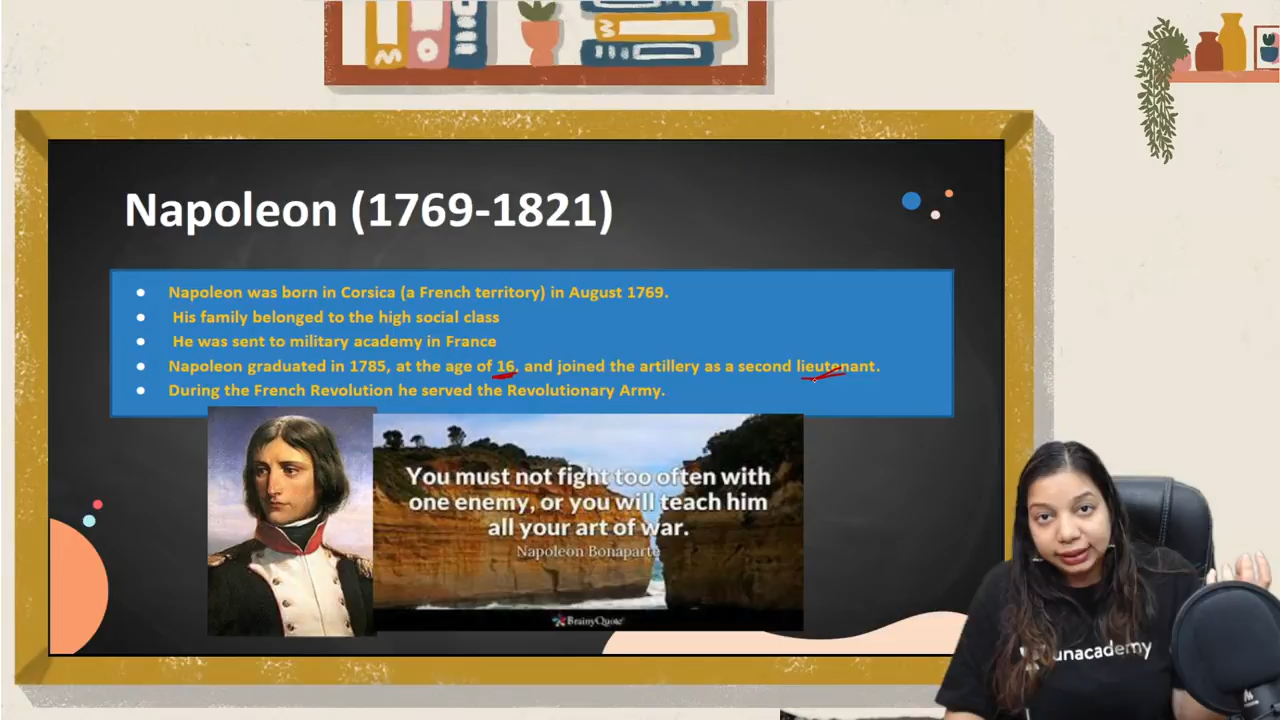 Napoleon (1769-1821)
● Napoleon was born in Corsica (a French territory) in August 1769.
● His family belonged to the high social class
● He was sent to military academy in France
● Napoleon graduated in 1785, at the age of 16, and joined the artillery as a second lieutenant.
● During the French Revolution he served the Revolutionary Army.
You must not fight too often with
one enemy, or you will teach him
all your art of war.
Napoleon Bonaparte
BrainyQuote
unacademy